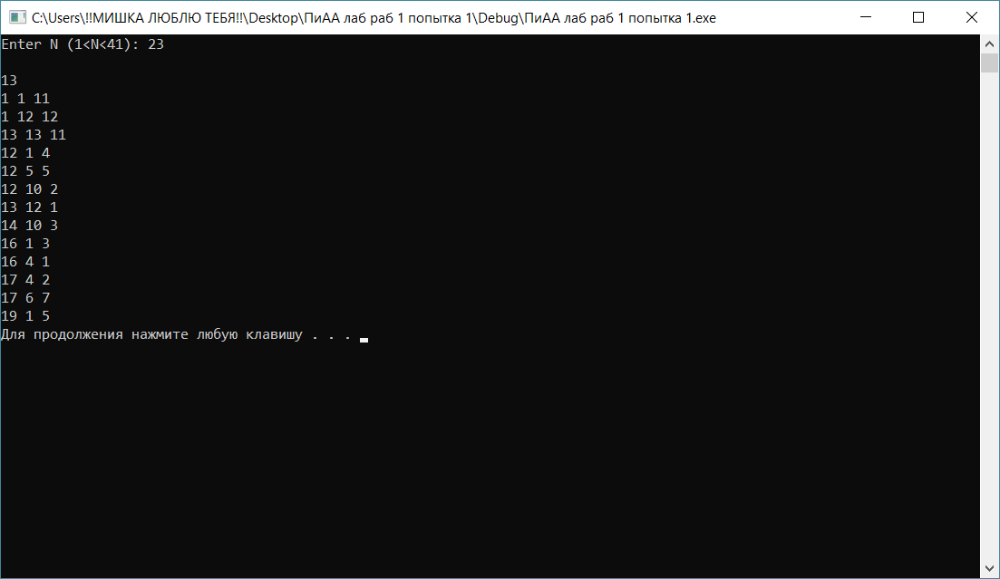 C:\Users\!!МИШКА ЛЮБЛЮ ТЕБЯ!!\Desktop\ПиАА лаб раб 1 попытка 1\Debug\ПиАА лаб раб 1 попытка 1.exe
Enter N (1<N<41): 23
13
1 1 11
1 12 12
13 13 11
12 1 4
12 5 5
12 10 2
13 12 1
14 10 3
16 1 3
16 4 1
17 4 2
17 6 7
19 1 5
Для продолжения нажмите любую клавишу . . .